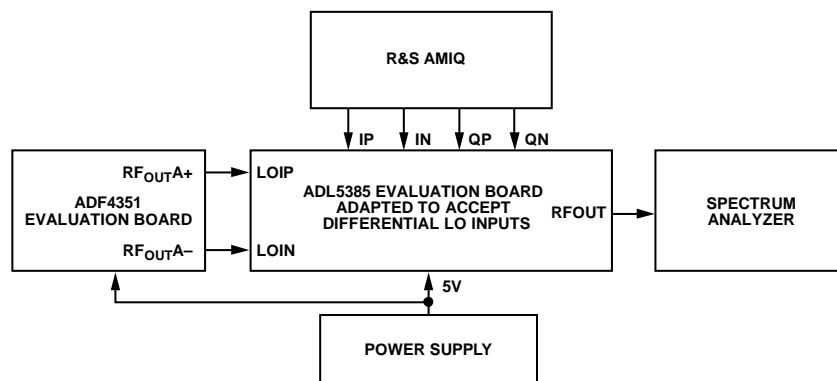 R&S AMIQ
IP IN QP QN
RFOUTA+
LOIP
ADF4351
EVALUATION BOARD
RFOUTA–
LOIN
ADL5385 EVALUATION BOARD
ADAPTED TO ACCEPT
DIFFERENTIAL LO INPUTS
RFOUT
SPECTRUM
ANALYZER
5V
POWER SUPPLY